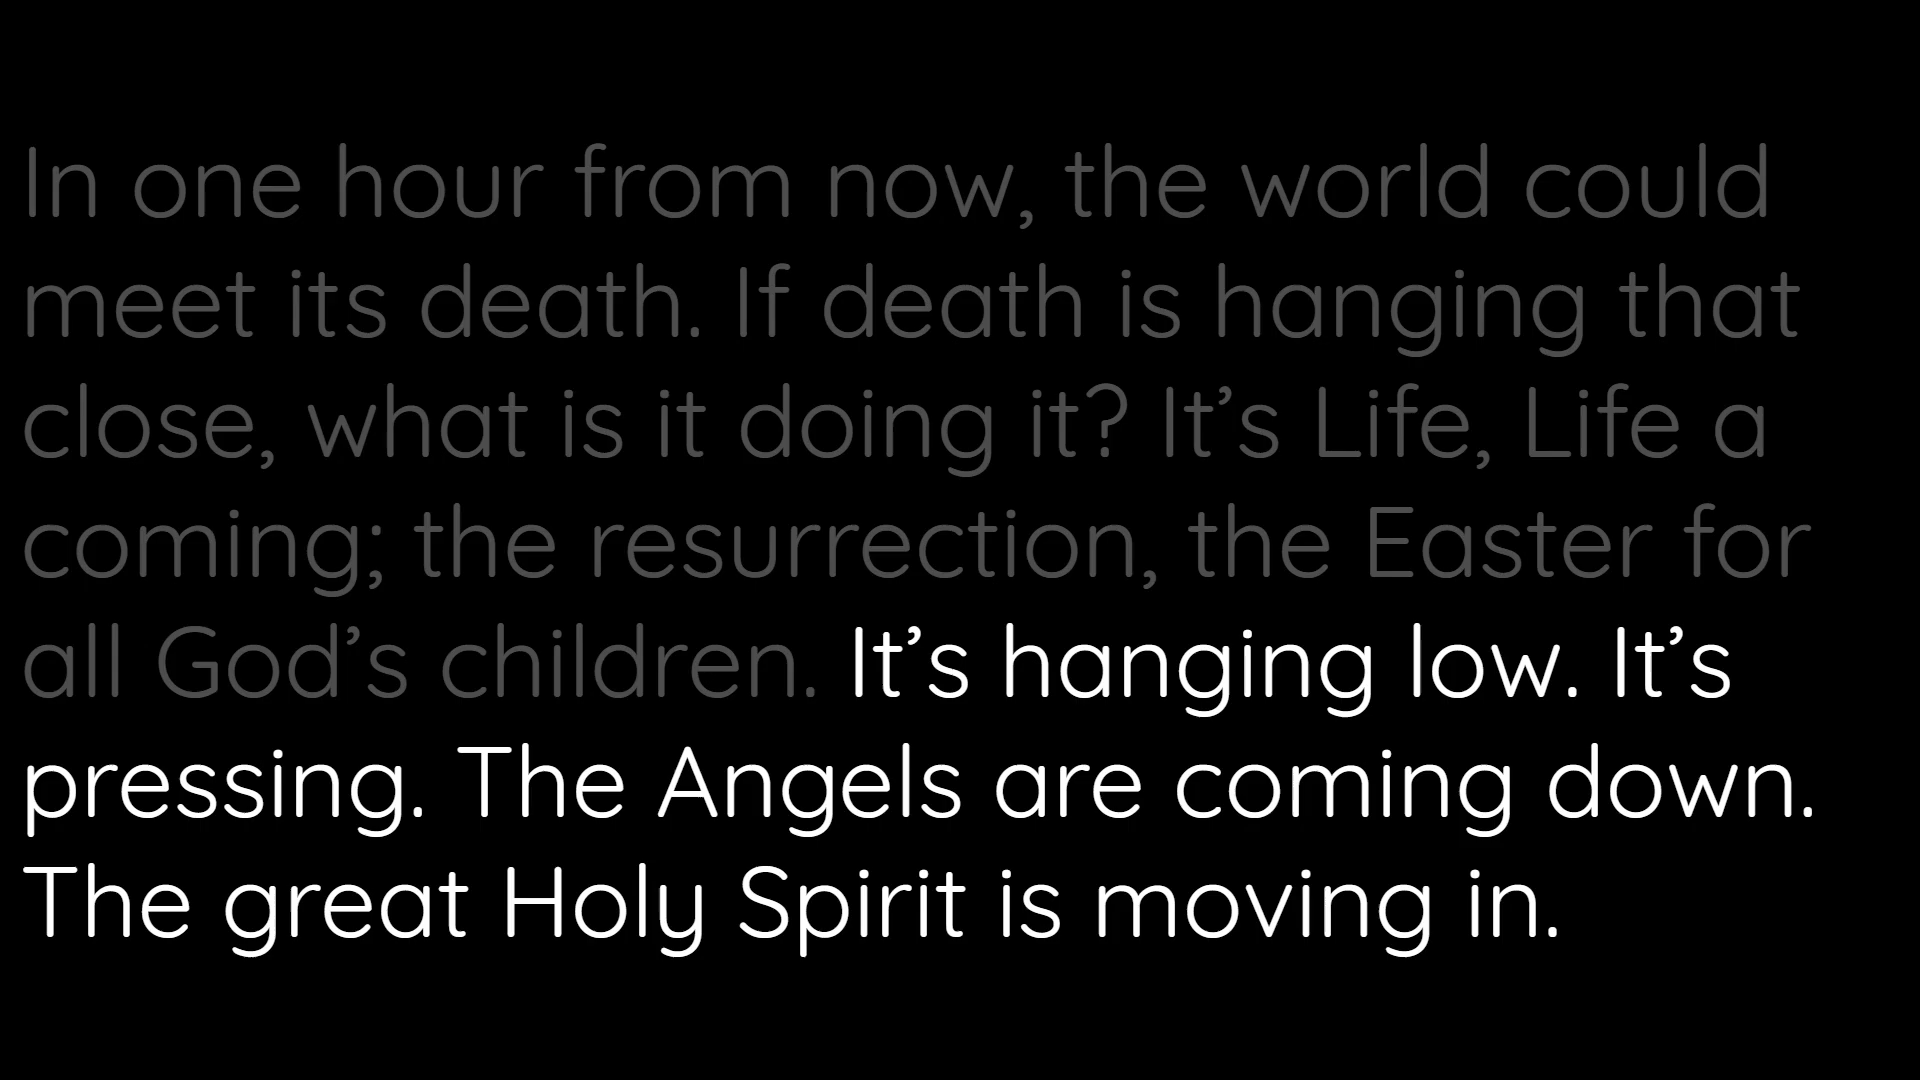 In one hour from now, the world could
meet its death. If death is hanging that
close, what is it doing it? It’s Life, Life a
coming; the resurrection, the Easter for
all God’s children. It’s hanging low. It’s
pressing. The Angels are coming down.
The great Holy Spirit is moving in.